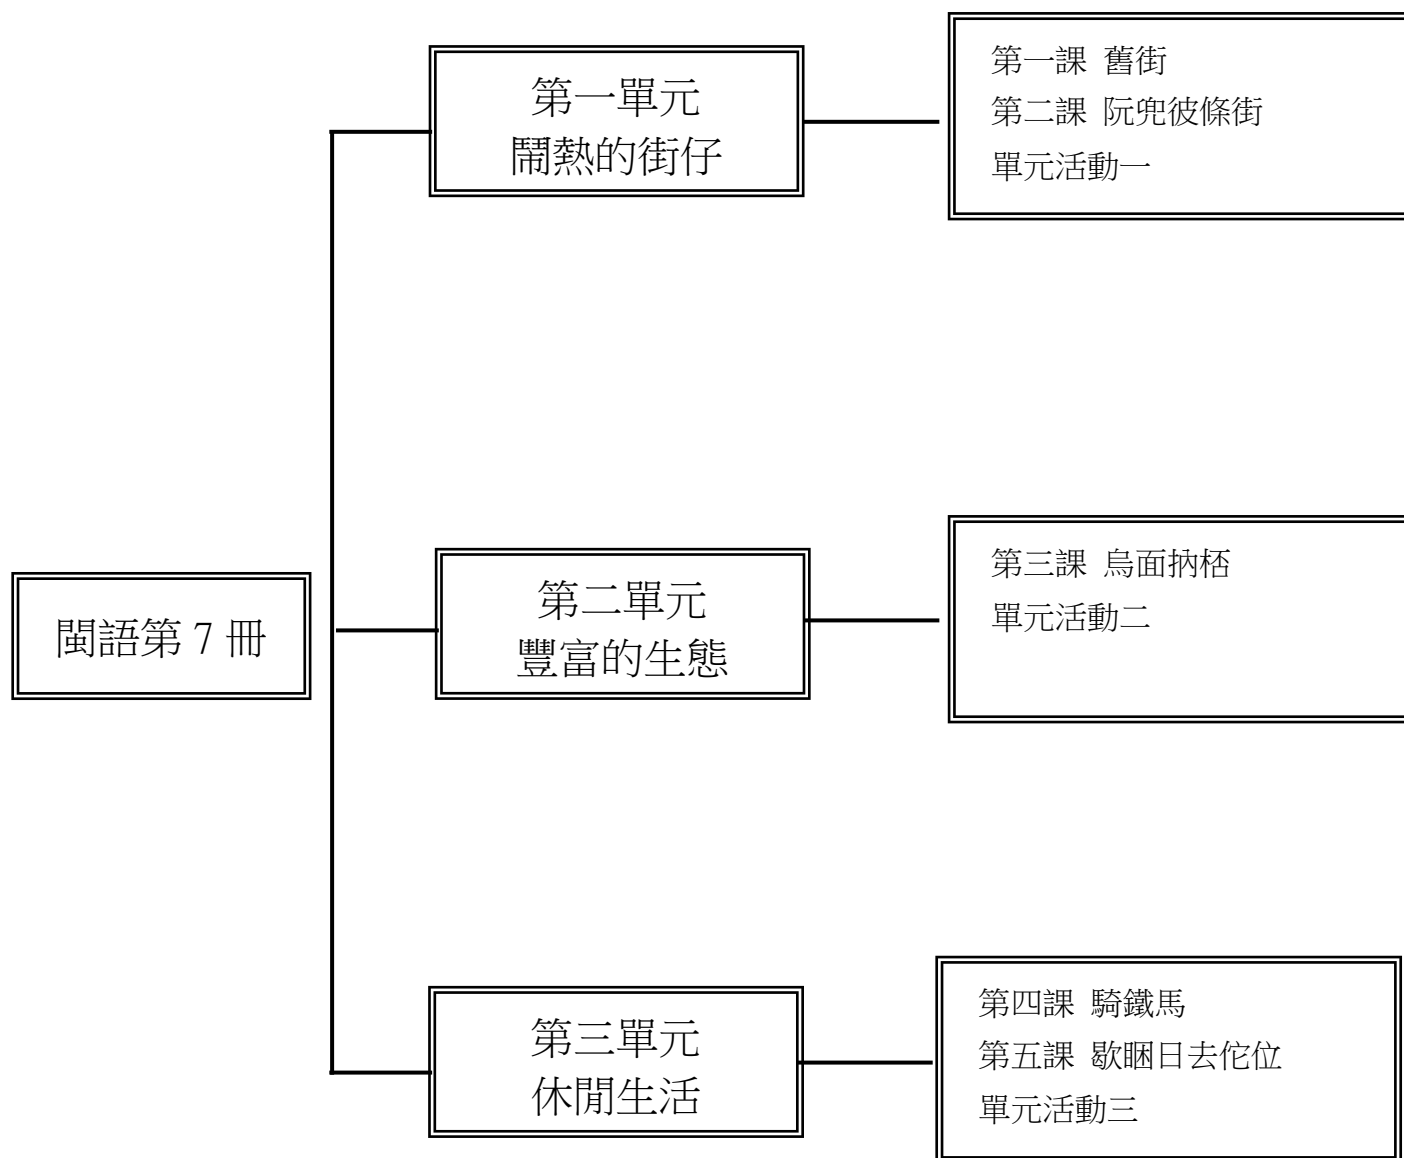 閩語第 7 冊
第一單元
鬧熱的街仔
第一課 舊街
第二課 阮兜彼條街
單元活動一
第二單元
豐富的生態
第三課 烏面抐桮
單元活動二
第三單元
休閒生活
第四課 騎鐵馬
第五課 歇睏日去佗位
單元活動三